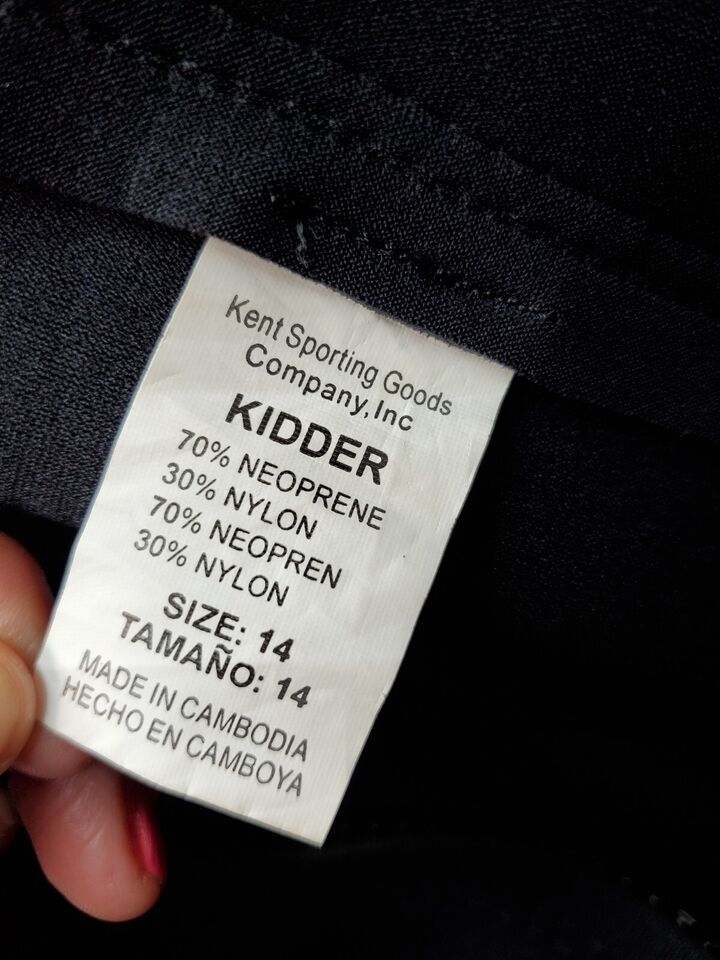 Kent Sporting Goods
Company,Inc
KIDDER
70% NEOPRENE
30% NYLON
70% NEOPREN
30% NYLON
SIZE: 14
TAMAÑO: 14
MADE IN CAMBODIA
HECHO EN CAMBOYA